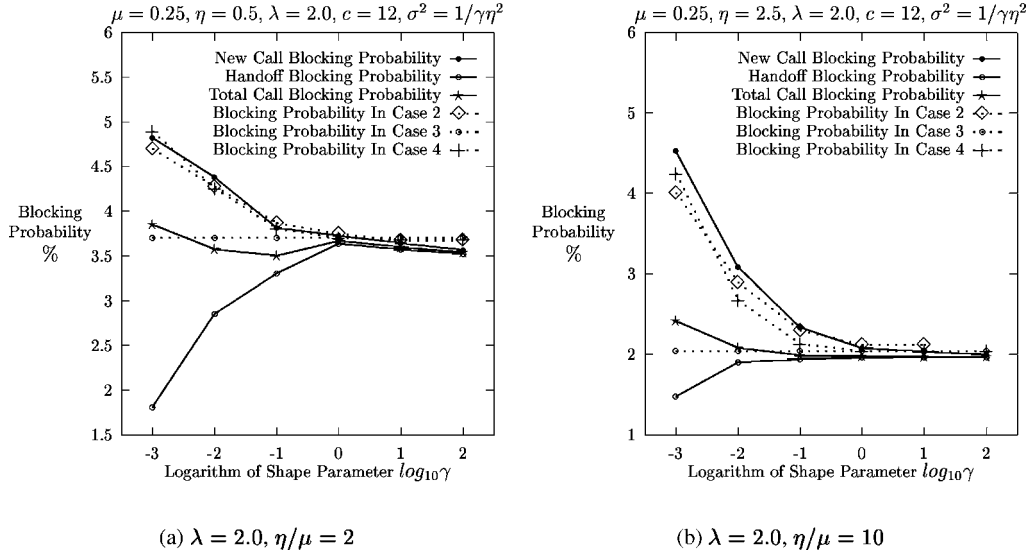 μ = 0.25, η = 0.5, λ = 2.0, c = 12, σ² = 1/γη²
6
5.5
5
4.5
4
3.5
3
2.5
2
1.5
New Call Blocking Probability
Handoff Blocking Probability
Total Call Blocking Probability
Blocking Probability In Case 2
Blocking Probability In Case 3
Blocking Probability In Case 4
Blocking
Probability
%
-3 -2 -1 0 1 2
Logarithm of Shape Parameter log₁₀γ
(a) λ = 2.0, η/μ = 2
μ = 0.25, η = 2.5, λ = 2.0, c = 12, σ² = 1/γη²
6
5
4
3
2
1
New Call Blocking Probability
Handoff Blocking Probability
Total Call Blocking Probability
Blocking Probability In Case 2
Blocking Probability In Case 3
Blocking Probability In Case 4
Blocking
Probability
%
-3 -2 -1 0 1 2
Logarithm of Shape Parameter log₁₀γ
(b) λ = 2.0, η/μ = 10